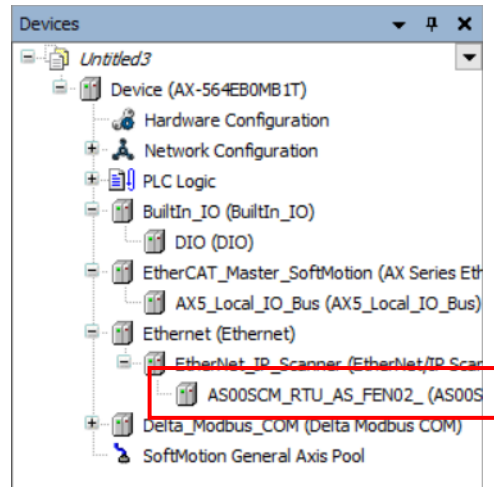 Devices
Untitled3
Device (AX-564EB0MB1T)
Hardware Configuration
Network Configuration
PLC Logic
BuiltIn_IO (BuiltIn_IO)
DIO (DIO)
EtherCAT_Master_SoftMotion (AX Series Eth
AX5_Local_IO_Bus (AX5_Local_IO_Bus)
Ethernet (Ethernet)
EtherNet_IP_Scanner (EtherNet/IP Scar
AS00SCM_RTU_AS_FEN02_ (AS00S
Delta_Modbus_COM (Delta Modbus COM)
SoftMotion General Axis Pool